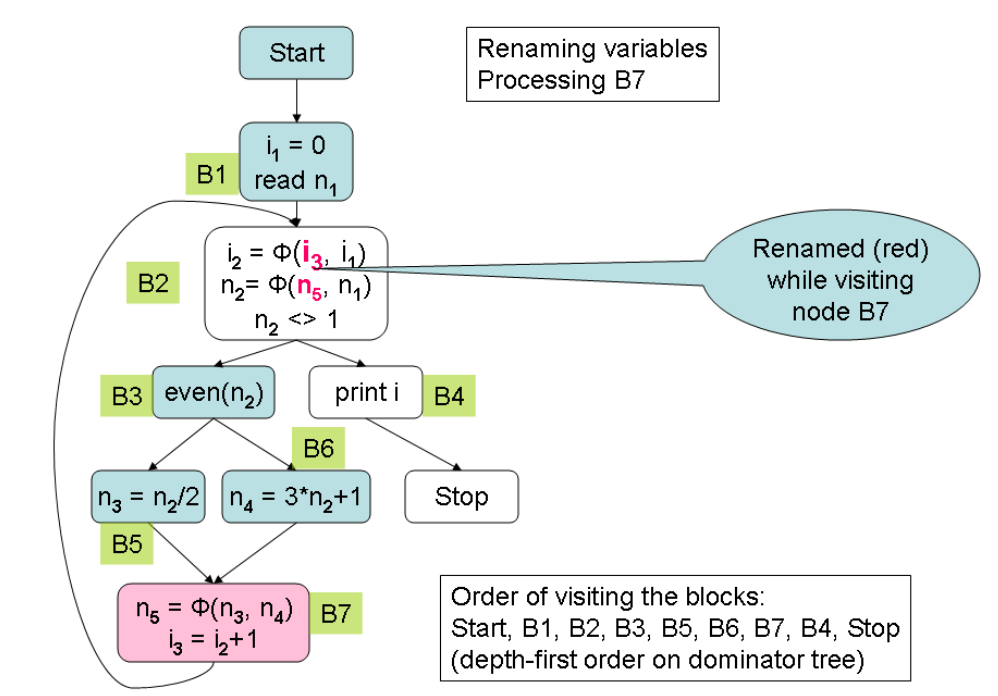 Start
Renaming variables
Processing B7
i₁ = 0
read n₁
B1
i₂ = Φ(i₃, i₁)
n₂= Φ(n₅, n₁)
n₂ <> 1
B2
Renamed (red)
while visiting
node B7
B3
even(n₂)
print i
B4
B6
n₃ = n₂/2
n₄ = 3*n₂+1
Stop
B5
n₅ = Φ(n₃, n₄)
i₃ = i₂+1
B7
Order of visiting the blocks:
Start, B1, B2, B3, B5, B6, B7, B4, Stop
(depth-first order on dominator tree)